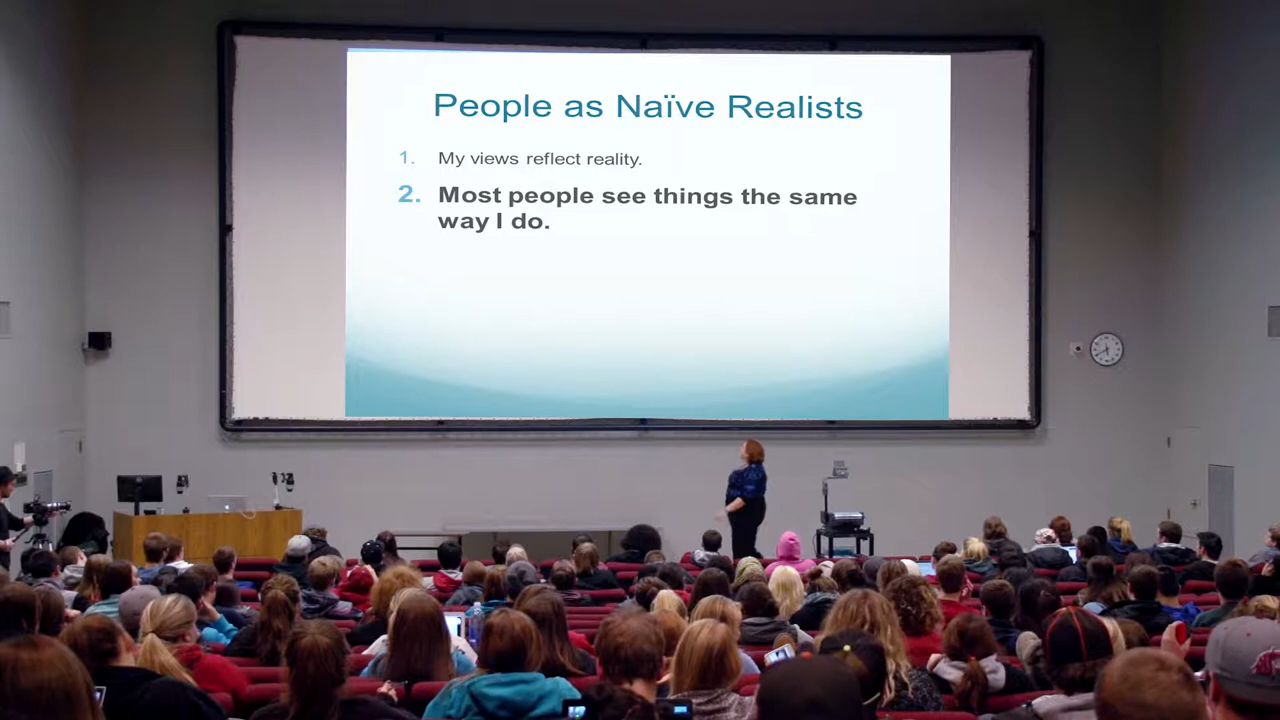 People as Naïve Realists
1. My views reflect reality.
2. Most people see things the same
way I do.